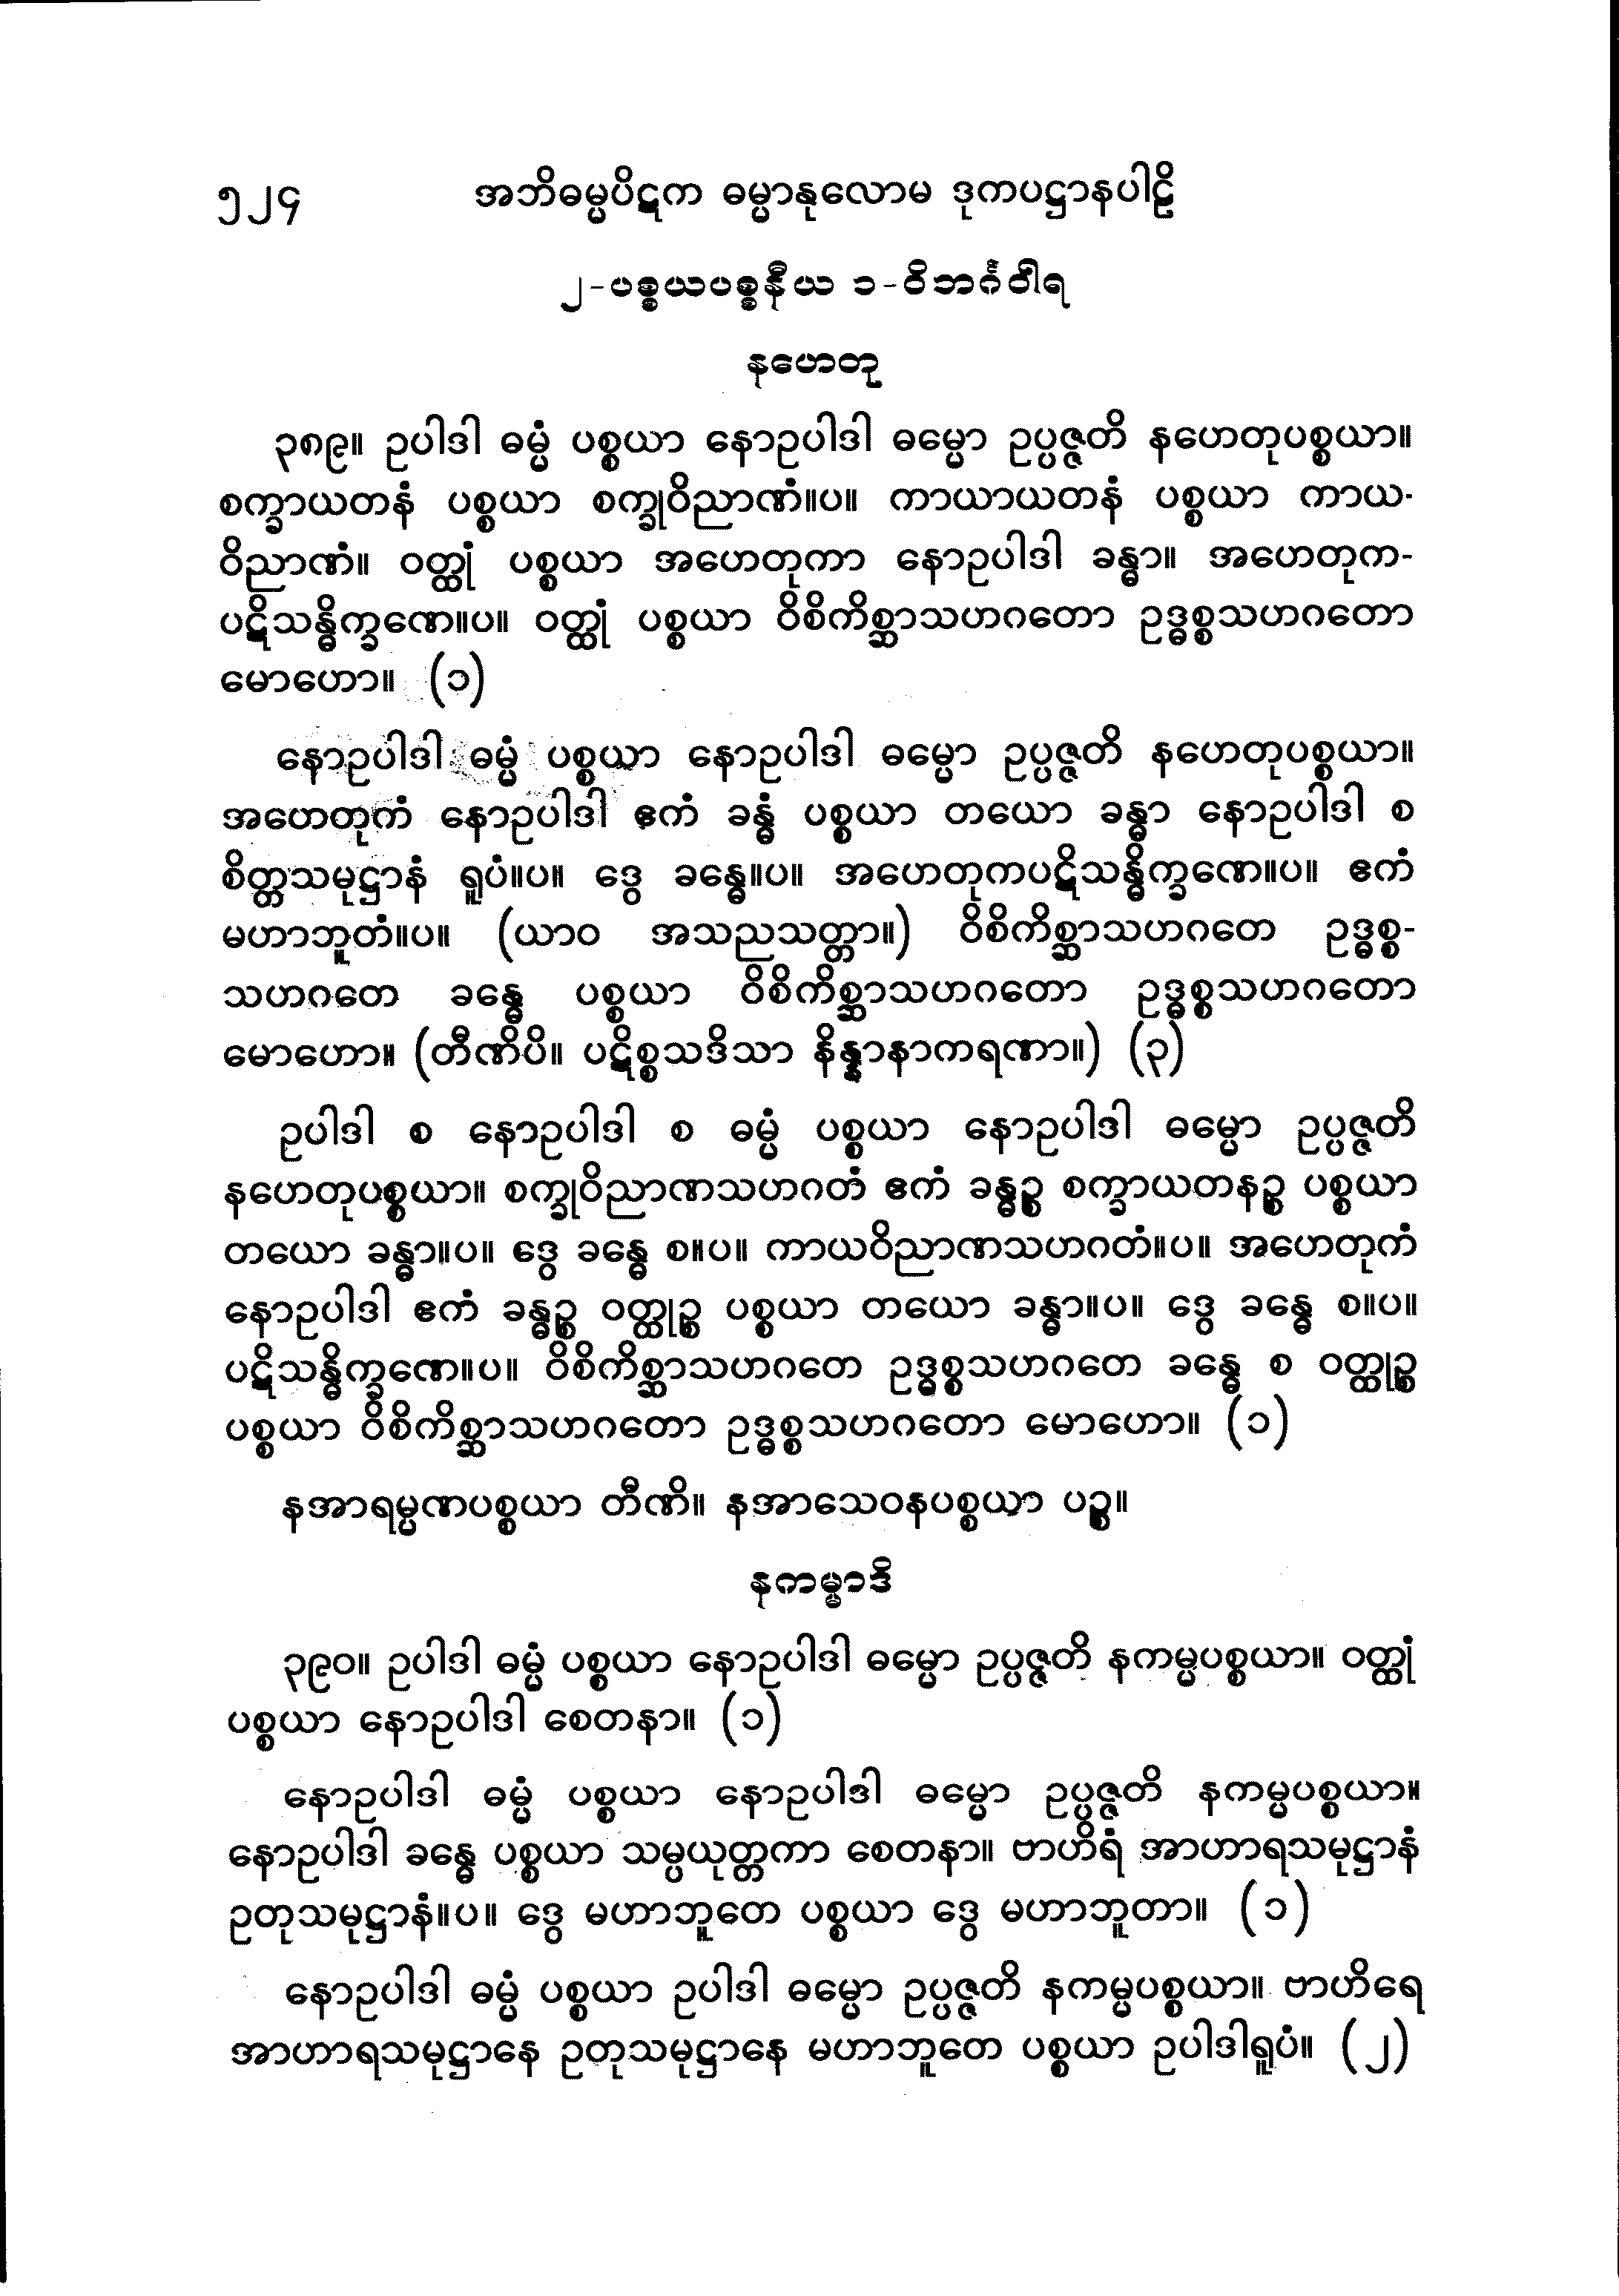 ၅၂၄ အဘိဓမ္မပိဋက ဓမ္မာနုလောမ ဒုကပဋ္ဌာနပါဠိ
၂-ပစ္စယပစ္စနီယ ၁-ဝိဘင်္ဂဝါရ
နဟေတု
၃၈၉။ ဥပါဒါ ဓမ္မံ ပစ္စယာ နောဥပါဒါ ဓမ္မော ဥပ္ပဇ္ဇတိ နဟေတုပစ္စယာ။
စက္ခာယတနံ ပစ္စယာ စက္ခုဝိညာဏံ။ပ။ ကာယာယတနံ ပစ္စယာ ကာယ-
ဝိညာဏံ။ ဝတ္ထုံ ပစ္စယာ အဟေတုကာ နောဥပါဒါ ခန္ဓာ။ အဟေတုက-
ပဋိသန္ဓိက္ခဏေ။ပ။ ဝတ္ထုံ ပစ္စယာ ဝိစိကိစ္ဆာသဟဂတော ဥဒ္ဓစ္စသဟဂတော
မောဟော။ (၁)
နောဥပါဒါ ဓမ္မံ ပစ္စယာ နောဥပါဒါ ဓမ္မော ဥပ္ပဇ္ဇတိ နဟေတုပစ္စယာ။
အဟေတုကံ နောဥပါဒါ ဧကံ ခန္ဓံ ပစ္စယာ တယော ခန္ဓာ နောဥပါဒါ စ
စိတ္တသမုဋ္ဌာနံ ရူပံ။ပ။ ဒွေ ခန္ဓေ။ပ။ အဟေတုကပဋိသန္ဓိက္ခဏေ။ပ။ ဧကံ
မဟာဘူတံ။ပ။ (ယာဝ အသညသတ္တာ။) ဝိစိကိစ္ဆာသဟဂတေ ဥဒ္ဓစ္စ-
သဟဂတေ ခန္ဓေ ပစ္စယာ ဝိစိကိစ္ဆာသဟဂတော ဥဒ္ဓစ္စသဟဂတော
မောဟော။ (တီဏိပိ။ ပဋိစ္စသဒိသာ နိန္နာနာကရဏာ။) (၃)
ဥပါဒါ စ နောဥပါဒါ စ ဓမ္မံ ပစ္စယာ နောဥပါဒါ ဓမ္မော ဥပ္ပဇ္ဇတိ
နဟေတုပစ္စယာ။ စက္ခုဝိညာဏသဟဂတံ ဧကံ ခန္ဓဉ္စ စက္ခာယတနဉ္စ ပစ္စယာ
တယော ခန္ဓာ။ပ။ ဒွေ ခန္ဓေ စ။ပ။ ကာယဝိညာဏသဟဂတံ။ပ။ အဟေတုကံ
နောဥပါဒါ ဧကံ ခန္ဓဉ္စ ဝတ္ထုဉ္စ ပစ္စယာ တယော ခန္ဓာ။ပ။ ဒွေ ခန္ဓေ စ။ပ။
ပဋိသန္ဓိက္ခဏေ။ပ။ ဝိစိကိစ္ဆာသဟဂတေ ဥဒ္ဓစ္စသဟဂတေ ခန္ဓေ စ ဝတ္ထုဉ္စ
ပစ္စယာ ဝိစိကိစ္ဆာသဟဂတော ဥဒ္ဓစ္စသဟဂတော မောဟော။ (၁)
နအာရမ္မဏပစ္စယာ တီဏိ။ နအာသေဝနပစ္စယာ ပဉ္စ။
နကမ္မာဒိ
၃၉၀။ ဥပါဒါ ဓမ္မံ ပစ္စယာ နောဥပါဒါ ဓမ္မော ဥပ္ပဇ္ဇတိ နကမ္မပစ္စယာ။ ဝတ္ထုံ
ပစ္စယာ နောဥပါဒါ စေတနာ။ (၁)
နောဥပါဒါ ဓမ္မံ ပစ္စယာ နောဥပါဒါ ဓမ္မော ဥပ္ပဇ္ဇတိ နကမ္မပစ္စယာ။
နောဥပါဒါ ခန္ဓေ ပစ္စယာ သမ္ပယုတ္တကာ စေတနာ။ ဗာဟိရံ အာဟာရသမုဋ္ဌာနံ
ဥတုသမုဋ္ဌာနံ။ပ။ ဒွေ မဟာဘူတေ ပစ္စယာ ဒွေ မဟာဘူတာ။ (၁)
နောဥပါဒါ ဓမ္မံ ပစ္စယာ ဥပါဒါ ဓမ္မော ဥပ္ပဇ္ဇတိ နကမ္မပစ္စယာ။ ဗာဟိရေ
အာဟာရသမုဋ္ဌာနေ ဥတုသမုဋ္ဌာနေ မဟာဘူတေ ပစ္စယာ ဥပါဒါရူပံ။ (၂)